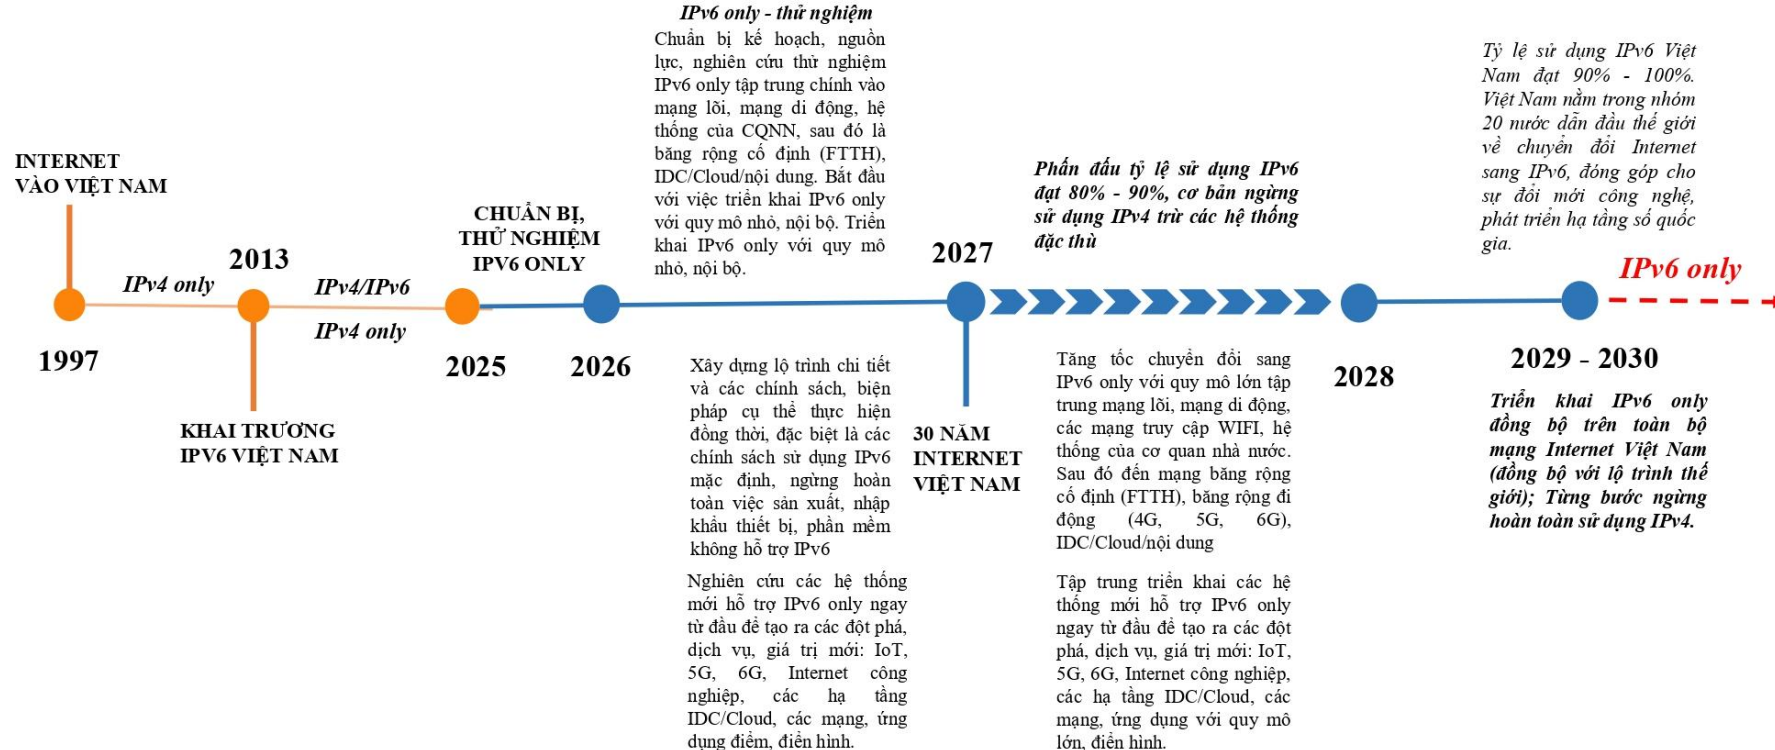 INTERNET
VÀO VIỆT NAM
1997
IPv4 only
2013
KHAI TRƯƠNG
IPV6 VIỆT NAM
IPv4/IPv6
IPv4 only
CHUẨN BỊ,
THỬ NGHIỆM
IPV6 ONLY
2025
2026
IPv6 only - thử nghiệm
Chuẩn bị kế hoạch, nguồn
lực, nghiên cứu thử nghiệm
IPv6 only tập trung chính vào
mạng lõi, mạng di động, hệ
thống của CQNN, sau đó là
băng rộng cố định (FTTH),
IDC/Cloud/nội dung. Bắt đầu
với việc triển khai IPv6 only
với quy mô nhỏ, nội bộ. Triển
khai IPv6 only với quy mô
nhỏ, nội bộ.
Xây dựng lộ trình chi tiết
và các chính sách, biện
pháp cụ thể thực hiện
đồng thời, đặc biệt là các
chính sách sử dụng IPv6
mặc định, ngừng hoàn
toàn việc sản xuất, nhập
khẩu thiết bị, phần mềm
không hỗ trợ IPv6
Nghiên cứu các hệ thống
mới hỗ trợ IPv6 only ngay
từ đầu để tạo ra các đột phá,
dịch vụ, giá trị mới: IoT,
5G, 6G, Internet công
nghiệp, các hạ tầng
IDC/Cloud, các mạng, ứng
dụng điểm, điển hình.
2027
30 NĂM
INTERNET
VIỆT NAM
Phấn đấu tỷ lệ sử dụng IPv6
đạt 80% - 90%, cơ bản ngừng
sử dụng IPv4 trừ các hệ thống
đặc thù
Tăng tốc chuyển đổi sang
IPv6 only với quy mô lớn tập
trung mạng lõi, mạng di động,
các mạng truy cập WIFI, hệ
thống của cơ quan nhà nước.
Sau đó đến mạng băng rộng
cố định (FTTH), băng rộng di
động (4G, 5G, 6G),
IDC/Cloud/nội dung
Tập trung triển khai các hệ
thống mới hỗ trợ IPv6 only
ngay từ đầu để tạo ra các đột
phá, dịch vụ, giá trị mới: IoT,
5G, 6G, Internet công nghiệp,
các hạ tầng IDC/Cloud, các
mạng, ứng dụng với quy mô
lớn, điển hình.
2028
Tỷ lệ sử dụng IPv6 Việt
Nam đạt 90% - 100%.
Việt Nam nằm trong nhóm
20 nước dẫn đầu thế giới
về chuyển đổi Internet
sang IPv6, đóng góp cho
sự đổi mới công nghệ,
phát triển hạ tầng số quốc
gia.
IPv6 only
2029 - 2030
Triển khai IPv6 only
đồng bộ trên toàn bộ
mạng Internet Việt Nam
(đồng bộ với lộ trình thế
giới); Từng bước ngừng
hoàn toàn sử dụng IPv4.